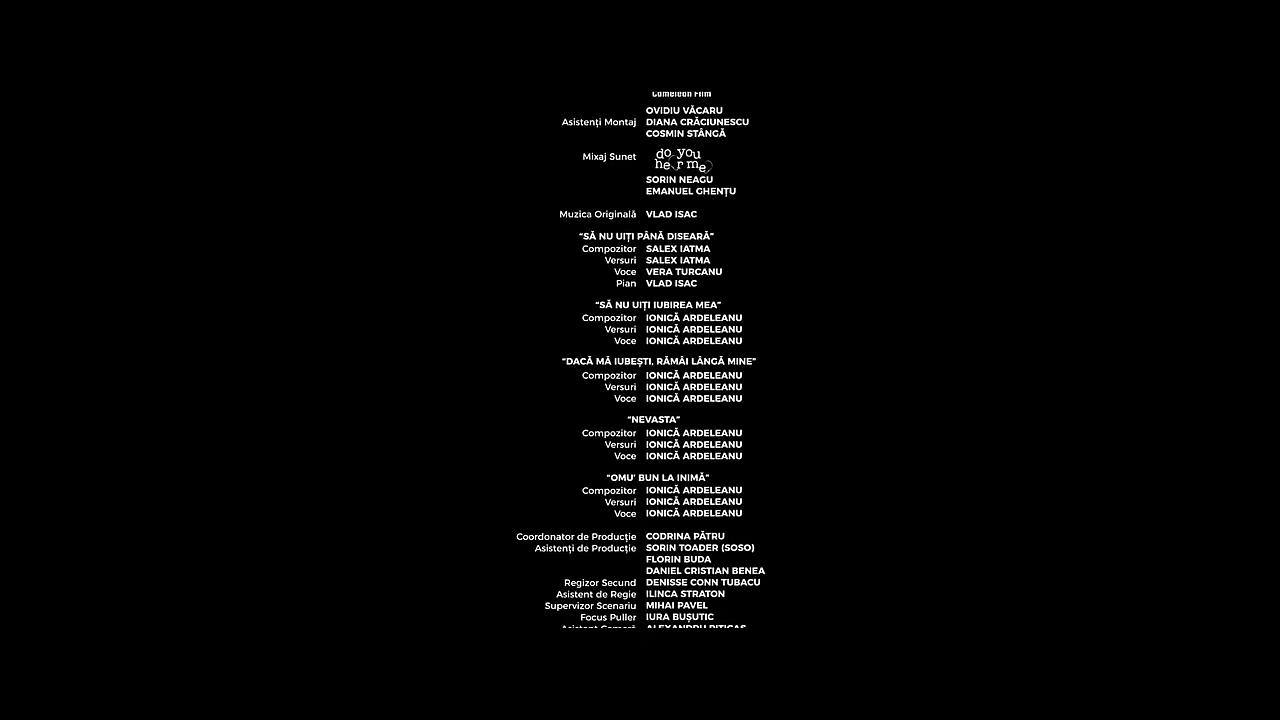 Cameleon Film
OVIDIU VĂCARU
Asistenți Montaj DIANA CRĂCIUNESCU
COSMIN STÂNGĂ
Mixaj Sunet do you
he r me
SORIN NEAGU
EMANUEL GHENȚU
Muzica Originală VLAD ISAC
“SĂ NU UIȚI PÂNĂ DISEARĂ”
Compozitor SALEX IATMA
Versuri SALEX IATMA
Voce VERA TURCANU
Pian VLAD ISAC
“SĂ NU UIȚI IUBIREA MEA”
Compozitor IONICĂ ARDELEANU
Versuri IONICĂ ARDELEANU
Voce IONICĂ ARDELEANU
“DACĂ MĂ IUBEȘTI, RĂMÂI LÂNGĂ MINE”
Compozitor IONICĂ ARDELEANU
Versuri IONICĂ ARDELEANU
Voce IONICĂ ARDELEANU
“NEVASTA”
Compozitor IONICĂ ARDELEANU
Versuri IONICĂ ARDELEANU
Voce IONICĂ ARDELEANU
“OMU' BUN LA INIMĂ”
Compozitor IONICĂ ARDELEANU
Versuri IONICĂ ARDELEANU
Voce IONICĂ ARDELEANU
Coordonator de Producție CODRINA PĂTRU
Asistenți de Producție SORIN TOADER (SOSO)
FLORIN BUDA
DANIEL CRISTIAN BENEA
Regizor Secund DENISSE CONN TUBACU
Asistent de Regie ILINCA STRATON
Supervizor Scenariu MIHAI PAVEL
Focus Puller IURA BUȘUTIC